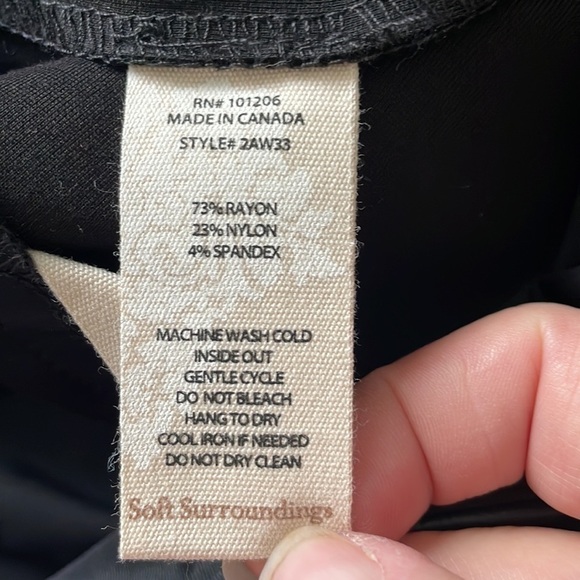 RN# 101206
MADE IN CANADA
STYLE# 2AW33
73% RAYON
23% NYLON
4% SPANDEX
MACHINE WASH COLD
INSIDE OUT
GENTLE CYCLE
DO NOT BLEACH
HANG TO DRY
COOL IRON IF NEEDED
DO NOT DRY CLEAN
Soft Surroundings